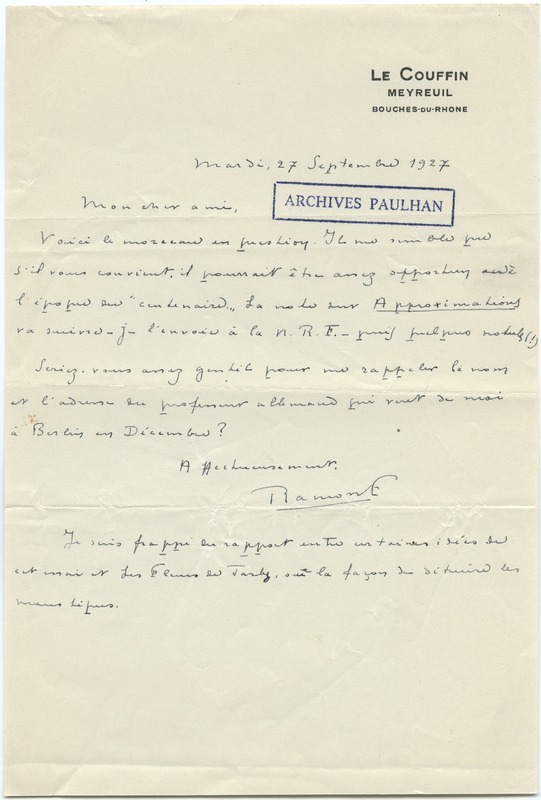 LE COUFFIN
MEYREUIL
BOUCHES-DU-RHONE
Mardi, 27 Septembre 1927
ARCHIVES PAULHAN
Mon cher ami,
Voici le morceau en question. Il me semble que
s'il vous convient, il pourrait être assez opportun
l'époque du "centenaire". La note sur Approximations
va suivre - je l'envoie à la N.R.F. - puis quelques notules (!)
Seriez-vous assez gentil pour me rappeler le nom
et l'adresse du professeur allemand qui veut de moi
à Berlin en Décembre ?
Affectueusement.
Ramon F
Je suis frappé du rapport entre certaines idées de
cet essai et Les Fleurs de Tarbes, la façon de détruire les